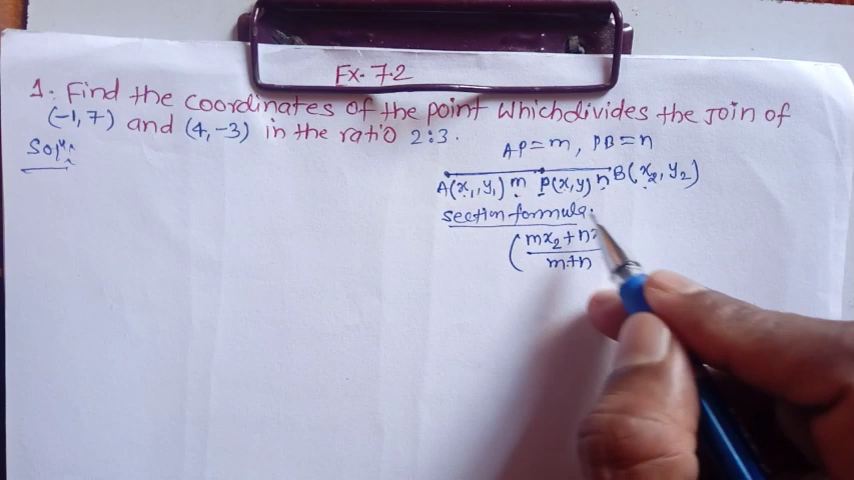 Ex-7.2
1. Find the coordinates of the point which divides the join of
(-1, 7) and (4, -3) in the ratio 2:3.
Solⁿ:
AP=m, PB=n
A(x₁,y₁) m P(x,y) n B(x₂,y₂)
section formula:
(mx₂+n
m+n